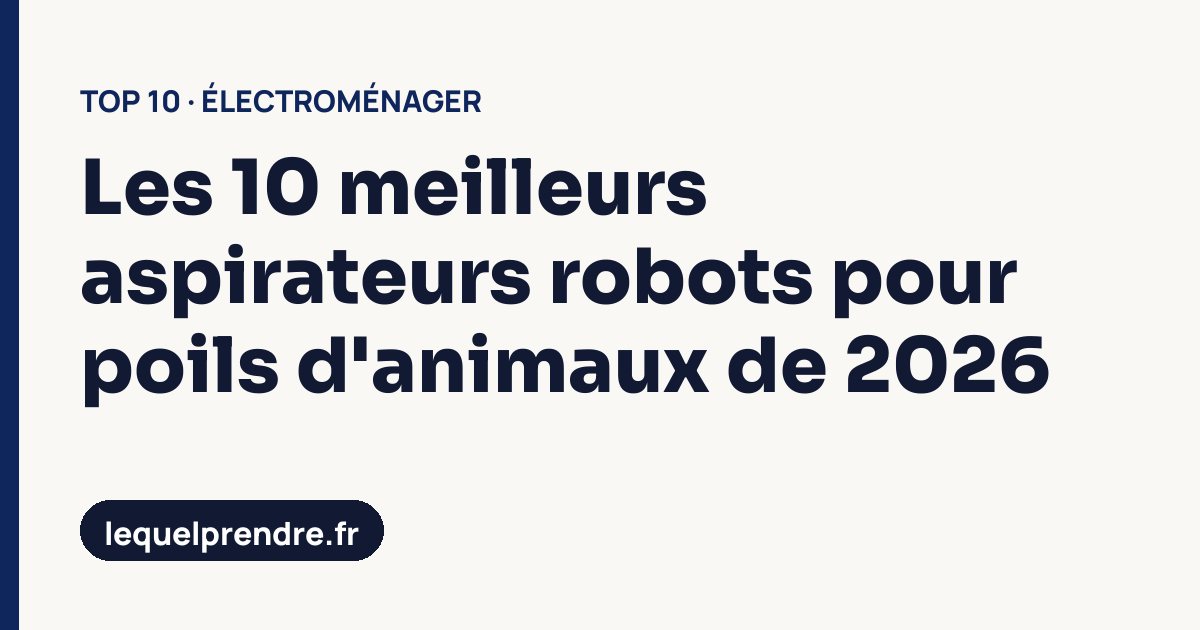 TOP 10 · ÉLECTROMÉNAGER
Les 10 meilleurs
aspirateurs robots pour
poils d'animaux de 2026
lequelprendre.fr